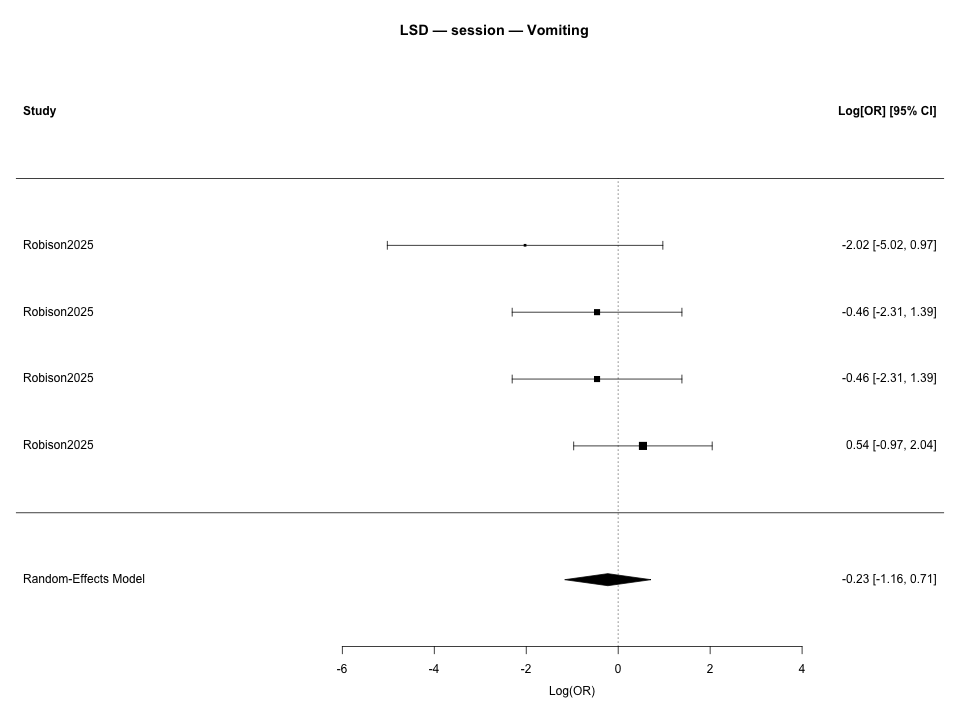 LSD — session — Vomiting
Study Log[OR] [95% CI]
Robison2025 -2.02 [-5.02, 0.97]
Robison2025 -0.46 [-2.31, 1.39]
Robison2025 -0.46 [-2.31, 1.39]
Robison2025 0.54 [-0.97, 2.04]
Random-Effects Model -0.23 [-1.16, 0.71]
-6 -4 -2 0 2 4
Log(OR)